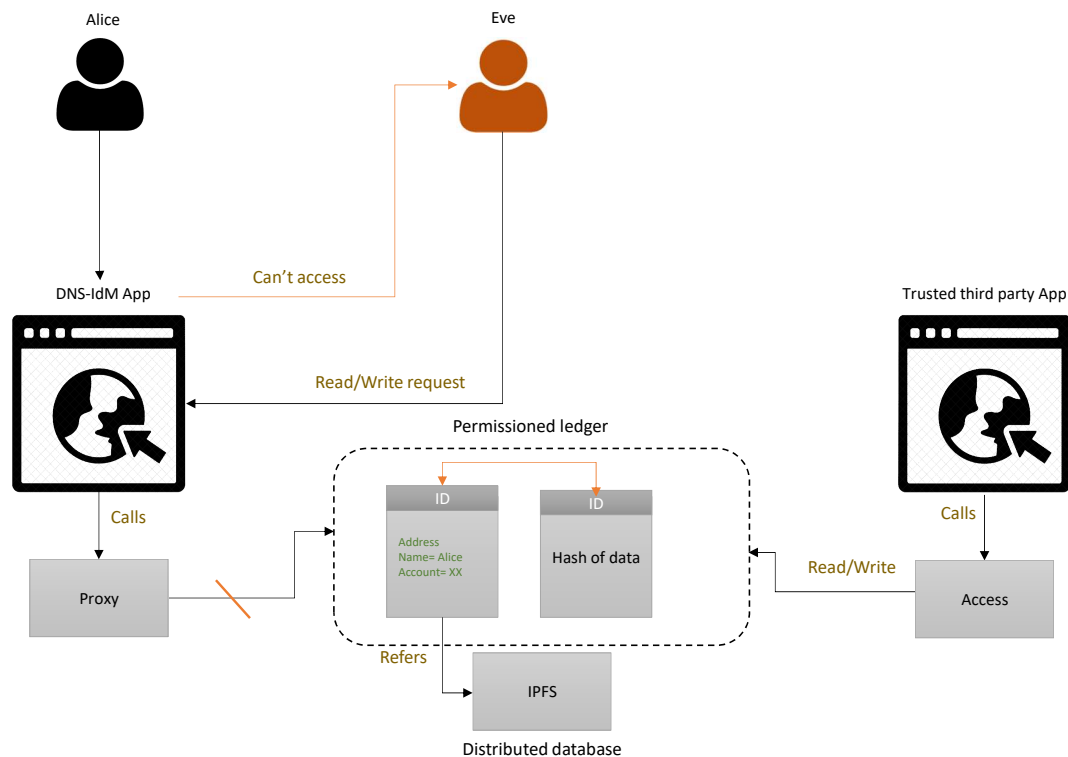 Alice
Eve
Can't access
DNS-IdM App
Trusted third party App
Read/Write request
Permissioned ledger
ID
ID
Calls
Calls
Address
Name= Alice
Account= XX
Hash of data
Read/Write
Proxy
Access
Refers
IPFS
Distributed database